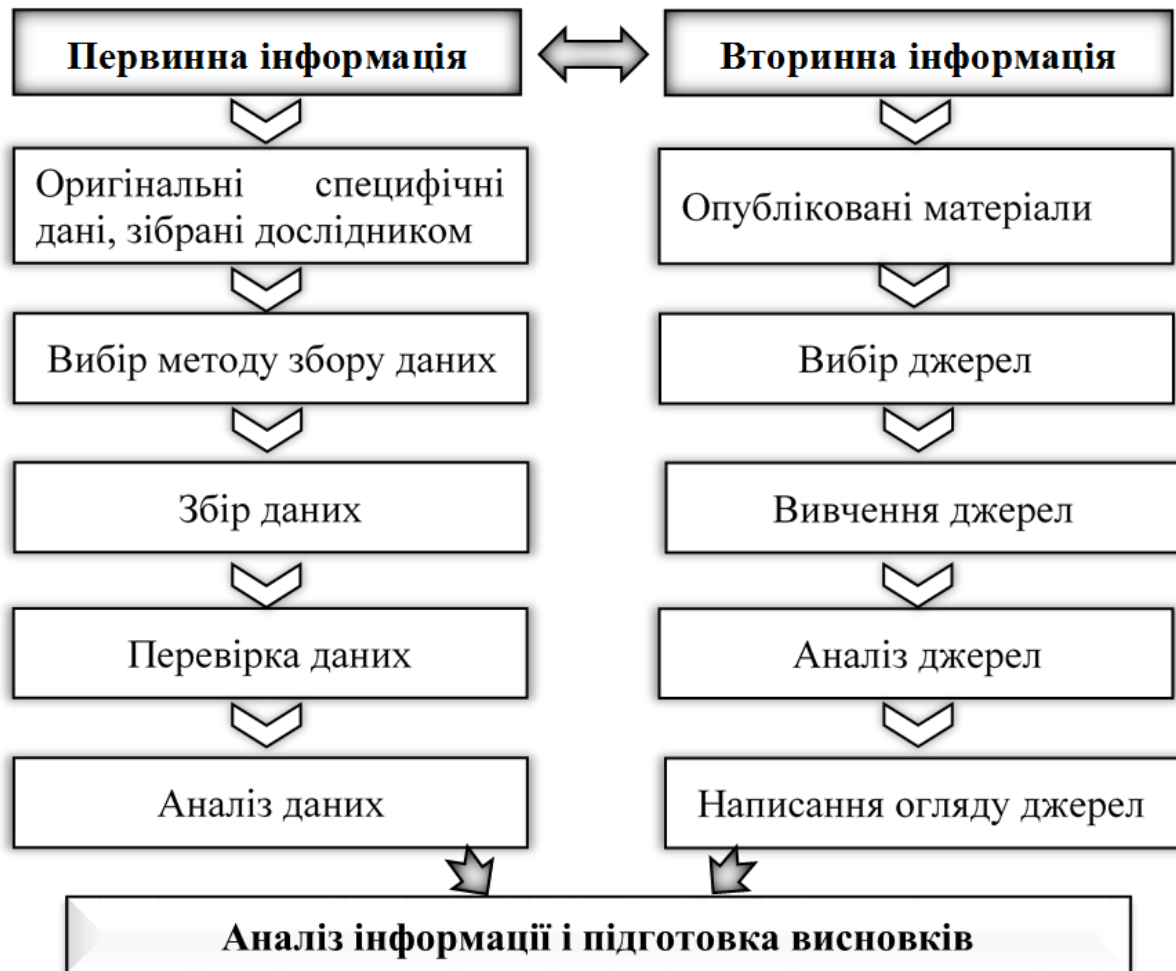 Первинна інформація
Вторинна інформація
Оригінальні специфічні
дані, зібрані дослідником
Опубліковані матеріали
Вибір методу збору даних
Вибір джерел
Збір даних
Вивчення джерел
Перевірка даних
Аналіз джерел
Аналіз даних
Написання огляду джерел
Аналіз інформації і підготовка висновків